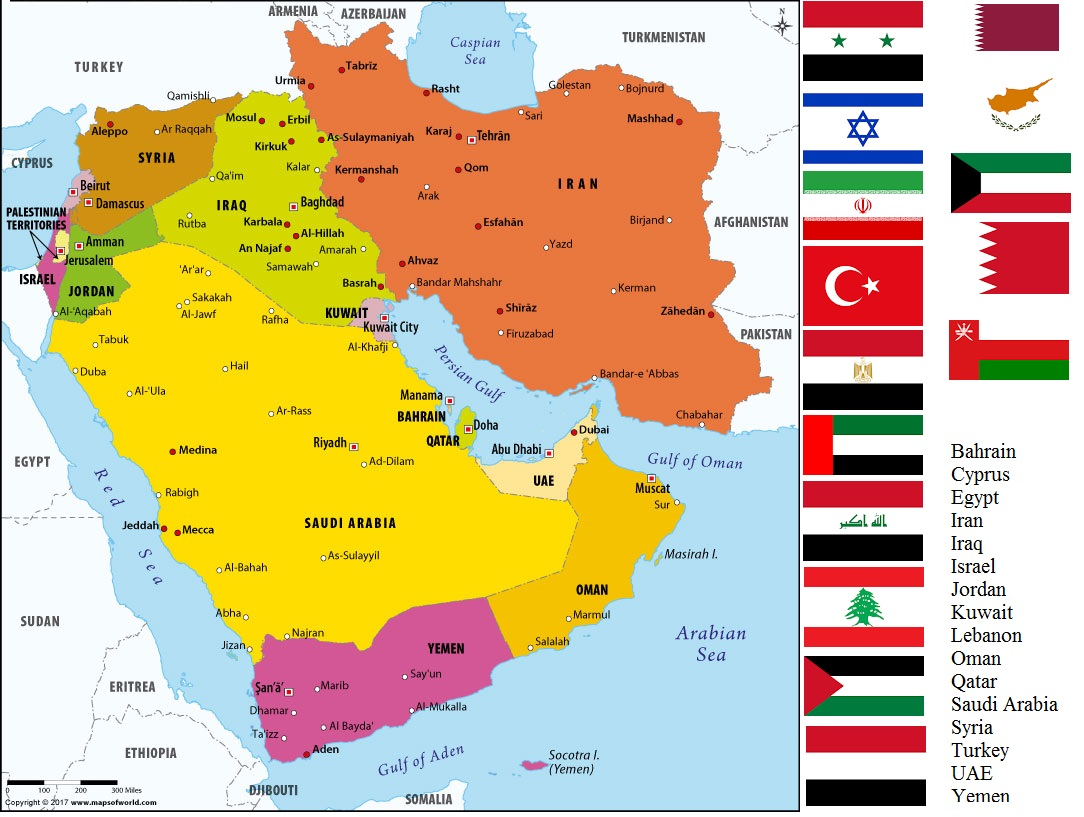 ARMENIA
AZERBAIJAN
N
TURKMENISTAN
TURKEY
Caspian
Sea
Tabriz
Urmia
Rasht
Golestan
Bojnurd
Qamishli
Sari
Mashhad
Mosul
Erbil
Aleppo
Ar Raqqah
As-Sulaymaniyah
Karaj
Tehrān
Kirkuk
CYPRUS
SYRIA
Kalar
Kermanshah
Qom
Qa'im
IRAN
Beirut
Arak
Damascus
IRAQ
Baghdad
PALESTINIAN
TERRITORIES
Rutba
Karbala
Esfahān
Birjand
AFGHANISTAN
Al-Hillah
Amman
An Najaf
Amarah
Yazd
Jerusalem
Samawah
Ahvaz
'Ar'ar
ISRAEL
JORDAN
Basrah
Bandar Mahshahr
Kerman
Sakakah
Al-Jawf
Al-'Aqabah
Rafha
KUWAIT
Kuwait City
Shīrāz
Zāhedān
Tabuk
Firuzabad
PAKISTAN
Al-Khafji
Duba
Hail
Persian Gulf
Bandar-e 'Abbas
Al-'Ula
Manama
Ar-Rass
BAHRAIN
Chabahar
QATAR
Doha
Dubai
Riyadh
Abu Dhabi
Medina
EGYPT
Ad-Dilam
Gulf of Oman
UAE
Muscat
Red Sea
Rabigh
Sur
Jeddah
Mecca
SAUDI ARABIA
As-Sulayyil
Masirah I.
Al-Bahah
OMAN
Abha
Marmul
SUDAN
Najran
Arabian
Sea
Jizan
YEMEN
Salalah
Say'un
ERITREA
Şan'ā'
Marib
Dhamar
Al-Mukalla
Al Bayda'
Ta'izz
Aden
ETHIOPIA
Gulf of Aden
Socotra I.
(Yemen)
DJIBOUTI
SOMALIA
0 100 200 300 Miles
Copyright © 2017 www.mapsofworld.com
الله اكبر
Bahrain
Cyprus
Egypt
Iran
Iraq
Israel
Jordan
Kuwait
Lebanon
Oman
Qatar
Saudi Arabia
Syria
Turkey
UAE
Yemen